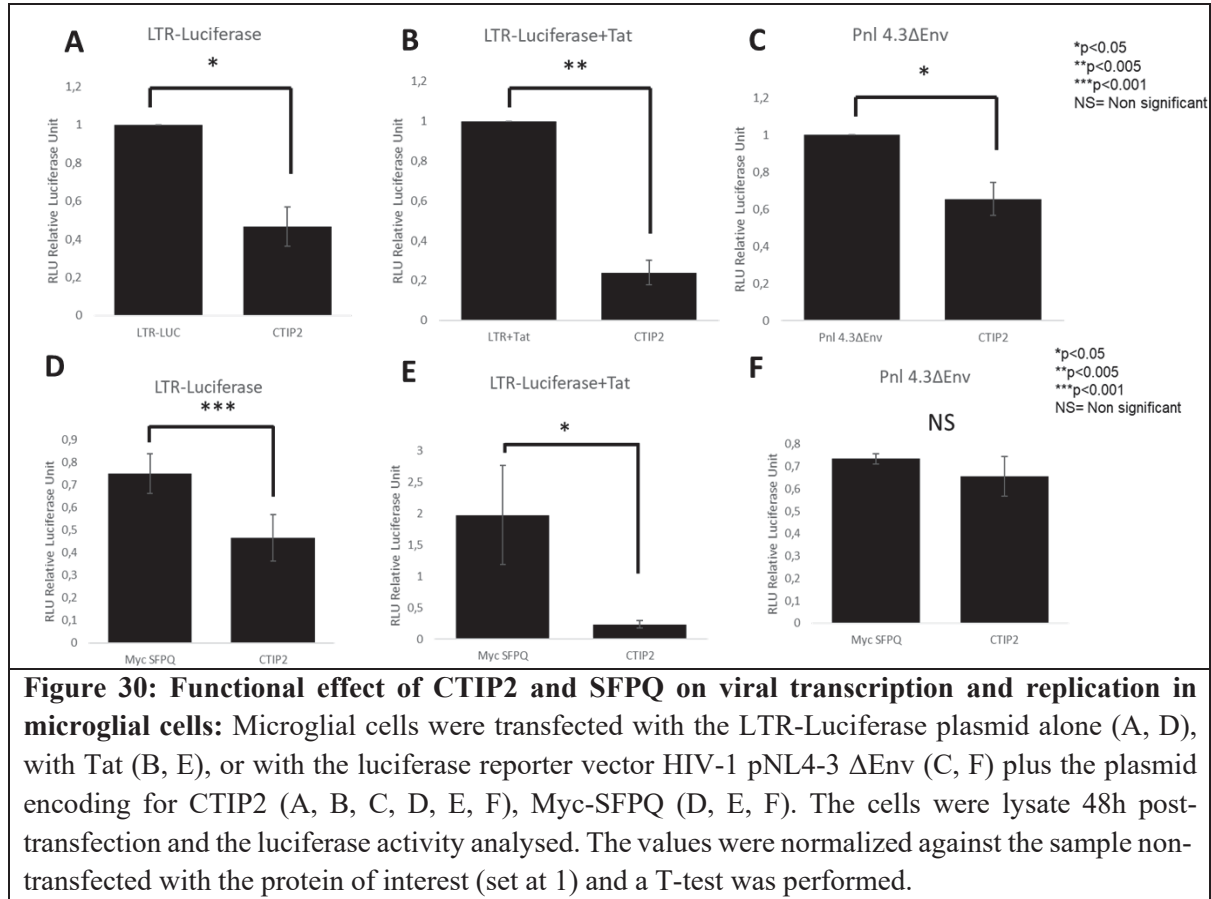 A
LTR-Luciferase
*
RLU Relative Luciferase Unit
1,2
1
0,8
0,6
0,4
0,2
0
LTR-LUC
CTIP2
B
LTR-Luciferase+Tat
**
RLU Relative Luciferase Unit
1,2
1
0,8
0,6
0,4
0,2
0
LTR+Tat
CTIP2
C
Pnl 4.3ΔEnv
*
RLU Relative Luciferase Unit
1,2
1
0,8
0,6
0,4
0,2
0
Pnl 4.3ΔEnv
CTIP2
*p<0.05
**p<0.005
***p<0.001
NS= Non significant
D
LTR-Luciferase
***
RLU Relative Luciferase Unit
0,9
0,8
0,7
0,6
0,5
0,4
0,3
0,2
0,1
0
Myc SFPQ
CTIP2
E
LTR-Luciferase+Tat
*
RLU Relative Luciferase Unit
3
2,5
2
1,5
1
0,5
0
Myc SFPQ
CTIP2
F
Pnl 4.3ΔEnv
NS
RLU Relative Luciferase Unit
0,8
0,7
0,6
0,5
0,4
0,3
0,2
0,1
0
Myc SFPQ
CTIP2
*p<0.05
**p<0.005
***p<0.001
NS= Non significant
Figure 30: Functional effect of CTIP2 and SFPQ on viral transcription and replication in
microglial cells: Microglial cells were transfected with the LTR-Luciferase plasmid alone (A, D),
with Tat (B, E), or with the luciferase reporter vector HIV-1 pNL4-3 ΔEnv (C, F) plus the plasmid
encoding for CTIP2 (A, B, C, D, E, F), Myc-SFPQ (D, E, F). The cells were lysate 48h post-
transfection and the luciferase activity analysed. The values were normalized against the sample non-
transfected with the protein of interest (set at 1) and a T-test was performed.